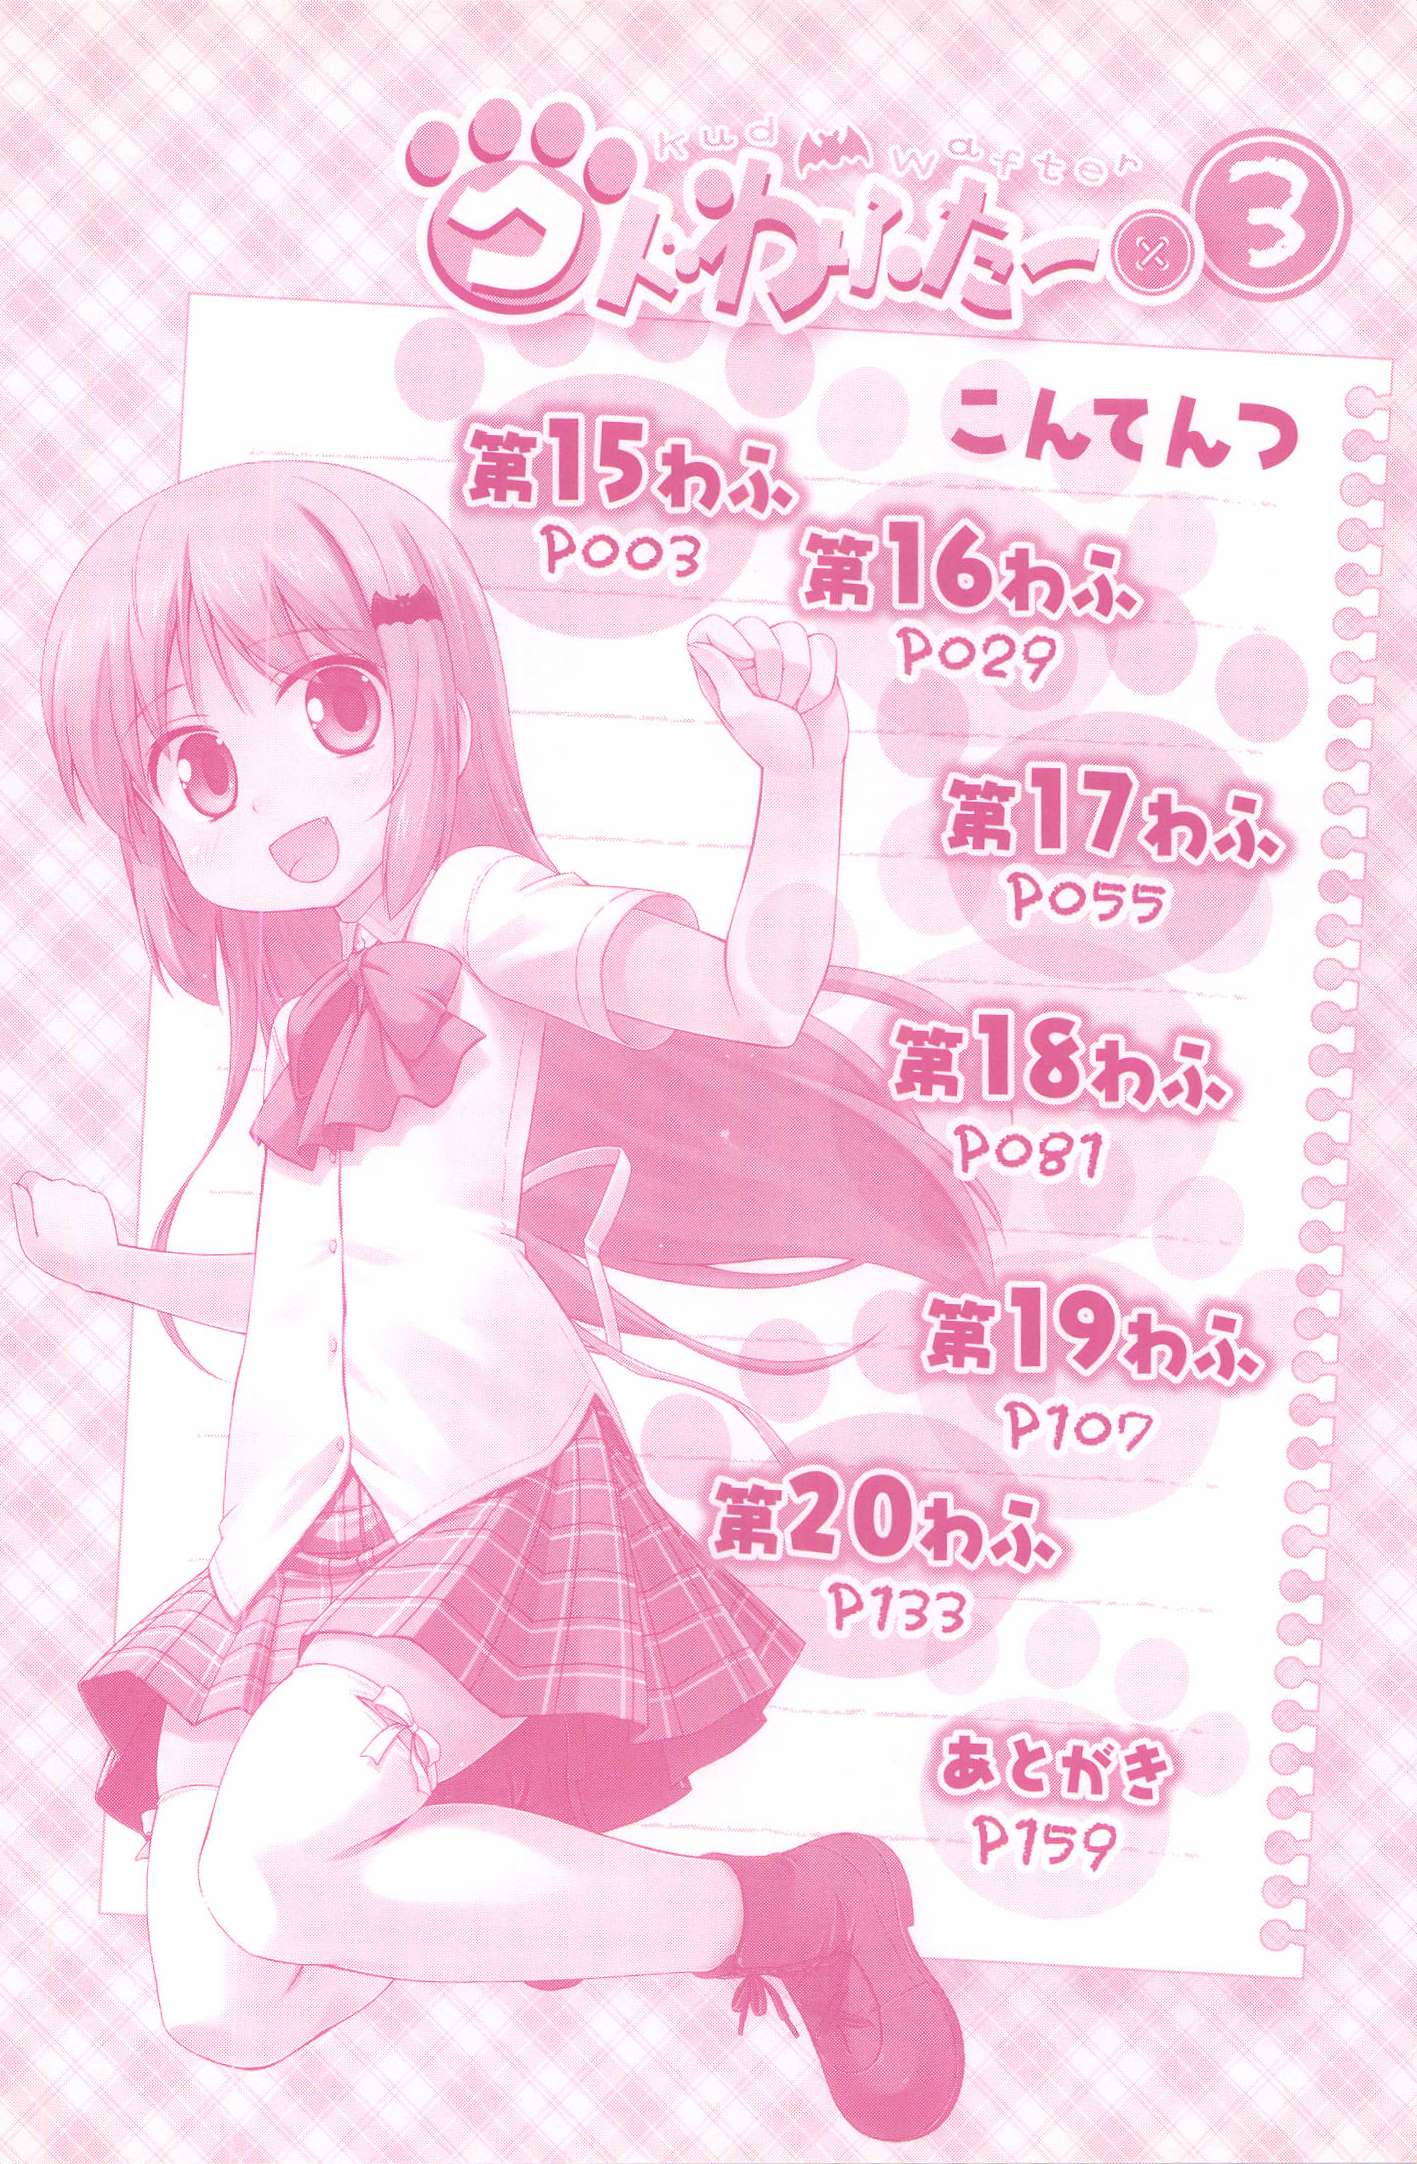 kud wafter
クドわふたー
3
こんてんつ
第15わふ
P003
第16わふ
P029
第17わふ
P055
第18わふ
P081
第19わふ
P107
第20わふ
P133
あとがき
P159